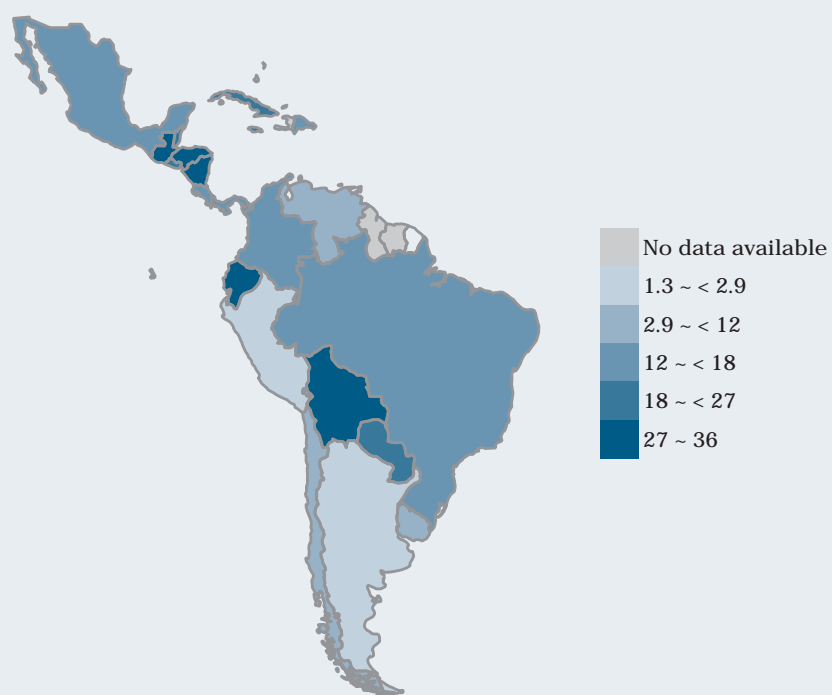 No data available
1.3 ~ < 2.9
2.9 ~ < 12
12 ~ < 18
18 ~ < 27
27 ~ 36